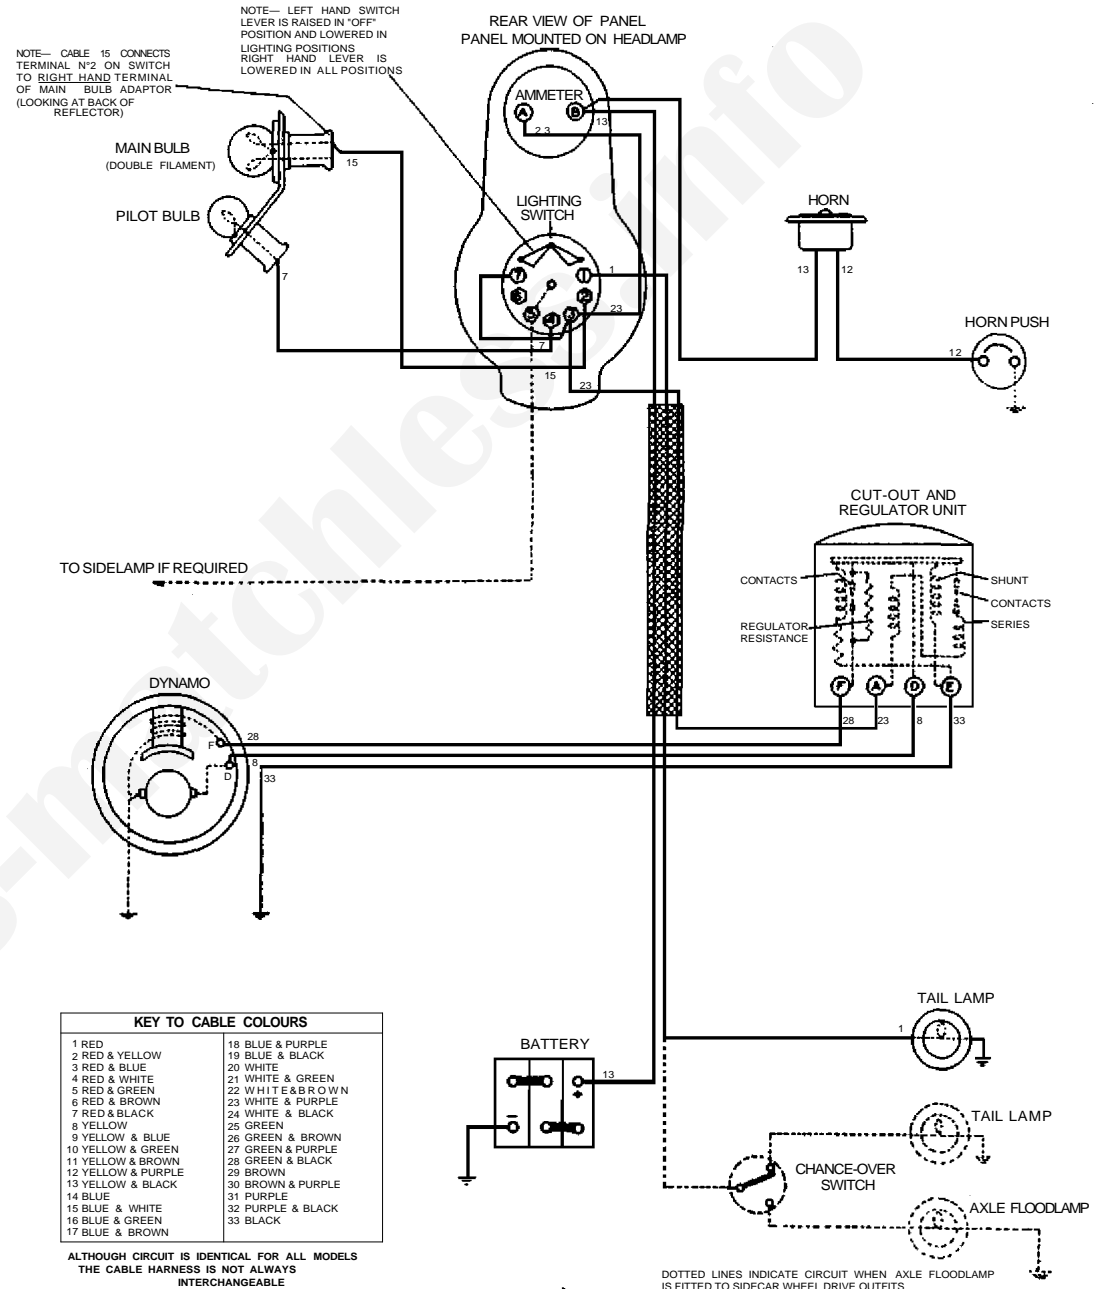 NOTE— CABLE 15 CONNECTS
TERMINAL Nº2 ON SWITCH
TO RIGHT HAND TERMINAL
OF MAIN BULB ADAPTOR
(LOOKING AT BACK OF
REFLECTOR)
NOTE— LEFT HAND SWITCH
LEVER IS RAISED IN "OFF"
POSITION AND LOWERED IN
LIGHTING POSITIONS
RIGHT HAND LEVER IS
LOWERED IN ALL POSITIONS
REAR VIEW OF PANEL
PANEL MOUNTED ON HEADLAMP
AMMETER
A
B
2 3
13
MAIN BULB
(DOUBLE FILAMENT)
15
PILOT BULB
7
LIGHTING
SWITCH
7
1
6
2
5
4
3
1
23
7
15
23
HORN
13
12
HORN PUSH
12
TO SIDELAMP IF REQUIRED
CUT-OUT AND
REGULATOR UNIT
CONTACTS
SHUNT
CONTACTS
REGULATOR
RESISTANCE
SERIES
F
A
D
E
28
23
8
33
DYNAMO
F
28
D
8
33
KEY TO CABLE COLOURS
1 RED
2 RED & YELLOW
3 RED & BLUE
4 RED & WHITE
5 RED & GREEN
6 RED & BROWN
7 RED & BLACK
8 YELLOW
9 YELLOW & BLUE
10 YELLOW & GREEN
11 YELLOW & BROWN
12 YELLOW & PURPLE
13 YELLOW & BLACK
14 BLUE
15 BLUE & WHITE
16 BLUE & GREEN
17 BLUE & BROWN
18 BLUE & PURPLE
19 BLUE & BLACK
20 WHITE
21 WHITE & GREEN
22 WHITE & BROWN
23 WHITE & PURPLE
24 WHITE & BLACK
25 GREEN
26 GREEN & BROWN
27 GREEN & PURPLE
28 GREEN & BLACK
29 BROWN
30 BROWN & PURPLE
31 PURPLE
32 PURPLE & BLACK
33 BLACK
ALTHOUGH CIRCUIT IS IDENTICAL FOR ALL MODELS
THE CABLE HARNESS IS NOT ALWAYS
INTERCHANGEABLE
BATTERY
+
−
13
TAIL LAMP
1
TAIL LAMP
CHANCE-OVER
SWITCH
AXLE FLOODLAMP
DOTTED LINES INDICATE CIRCUIT WHEN AXLE FLOODLAMP
IS FITTED TO SIDECAR WHEEL DRIVE OUTFITS
-matchless.info